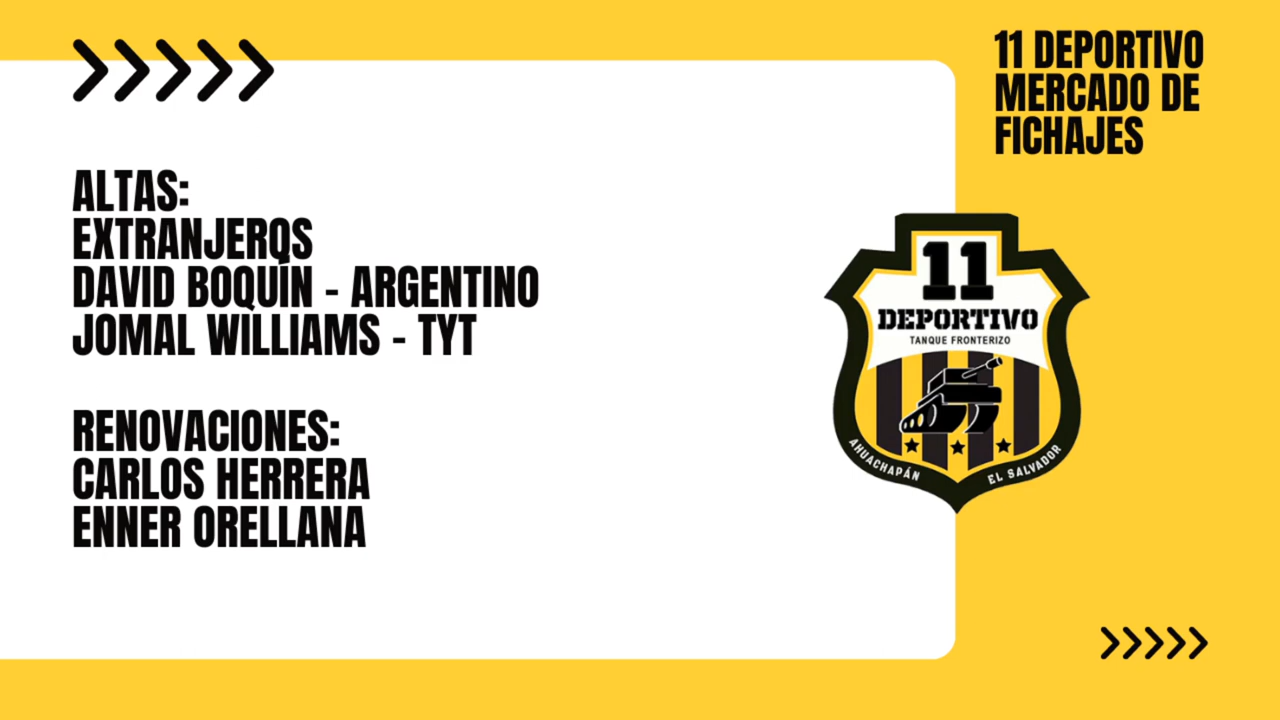 11 DEPORTIVO
MERCADO DE
FICHAJES
ALTAS:
EXTRANJEROS
DAVID BOQUÍN - ARGENTINO
JOMAL WILLIAMS - TYT
RENOVACIONES:
CARLOS HERRERA
ENNER ORELLANA
11
DEPORTIVO
TANQUE FRONTERIZO
AHUACHAPÁN
EL SALVADOR